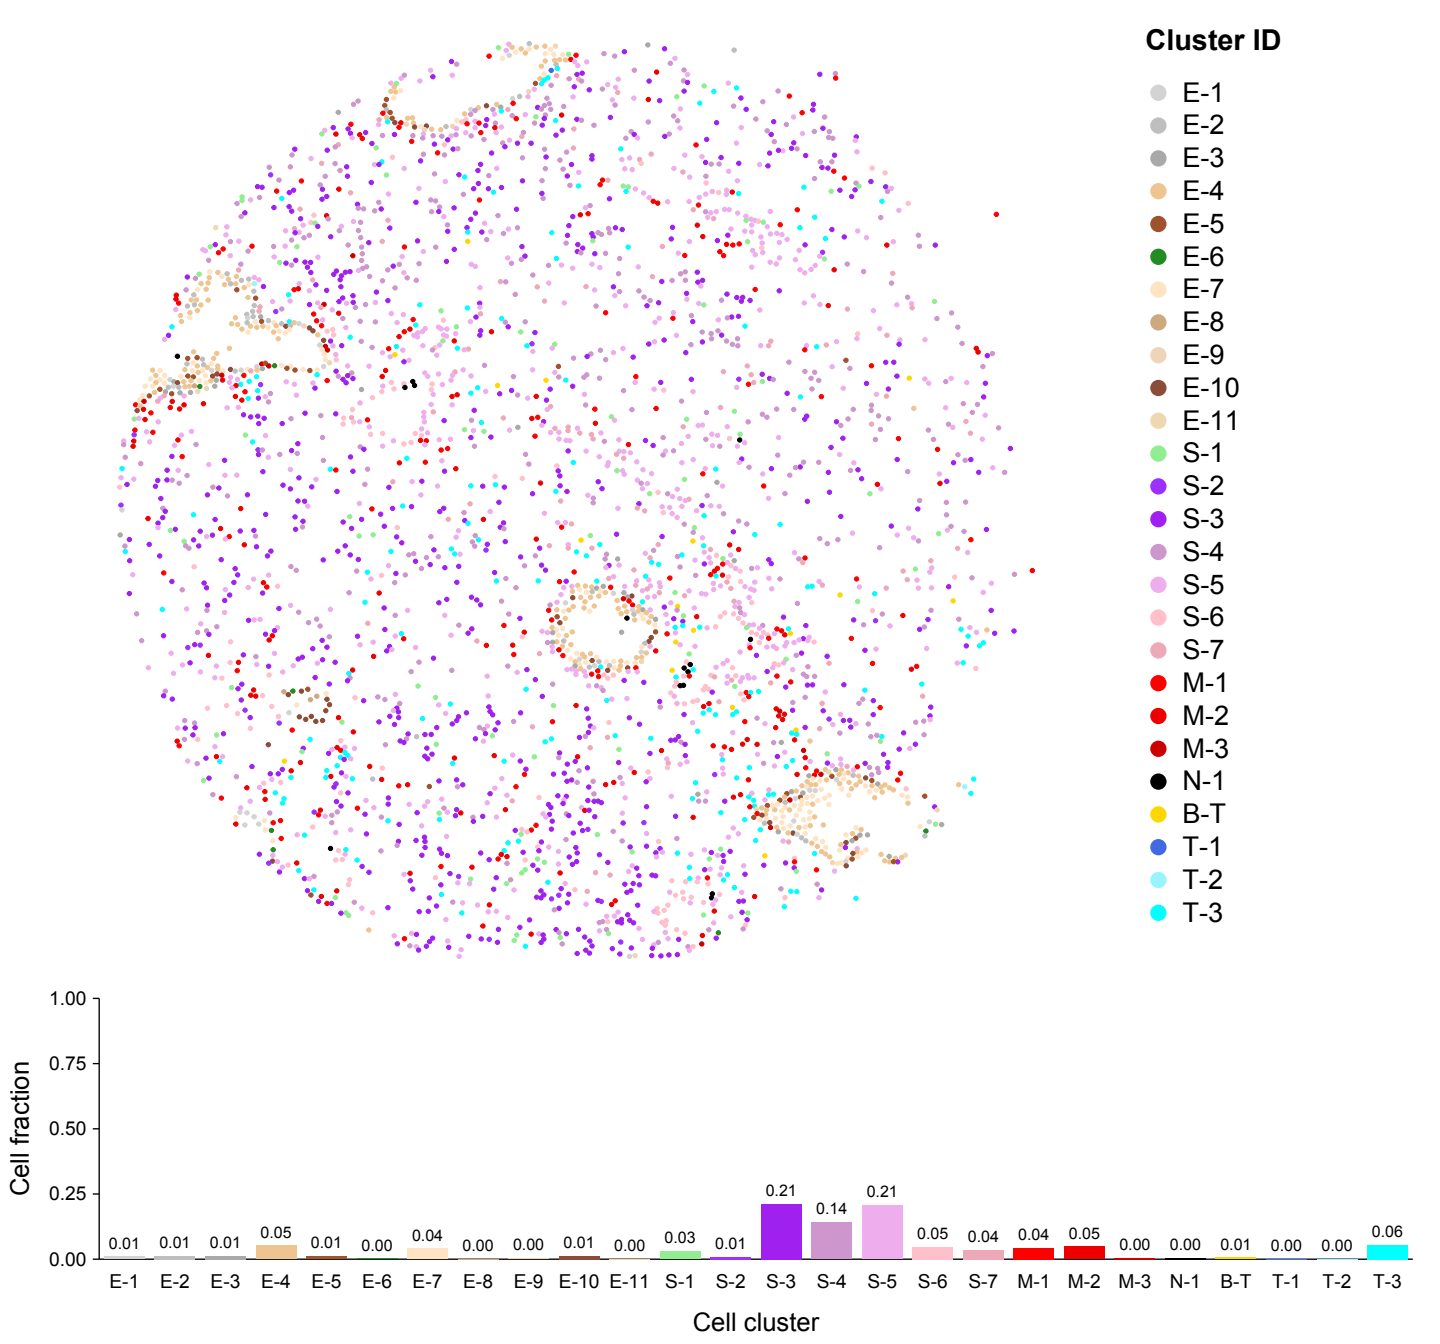 Cluster ID
E-1
E-2
E-3
E-4
E-5
E-6
E-7
E-8
E-9
E-10
E-11
S-1
S-2
S-3
S-4
S-5
S-6
S-7
M-1
M-2
M-3
N-1
B-T
T-1
T-2
T-3
1.00
0.75
0.50
0.25
0.00
Cell fraction
0.01 0.01 0.01 0.05 0.01 0.00 0.04 0.00 0.00 0.01 0.00 0.03 0.01 0.21 0.14 0.21 0.05 0.04 0.04 0.05 0.00 0.00 0.01 0.00 0.00 0.06
E-1 E-2 E-3 E-4 E-5 E-6 E-7 E-8 E-9 E-10 E-11 S-1 S-2 S-3 S-4 S-5 S-6 S-7 M-1 M-2 M-3 N-1 B-T T-1 T-2 T-3
Cell cluster